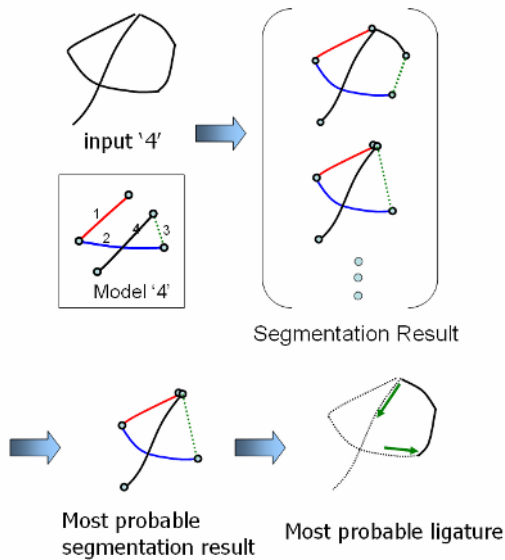 input ‘4’
1
2
4
3
Model ‘4’
Segmentation Result
Most probable
segmentation result
Most probable ligature